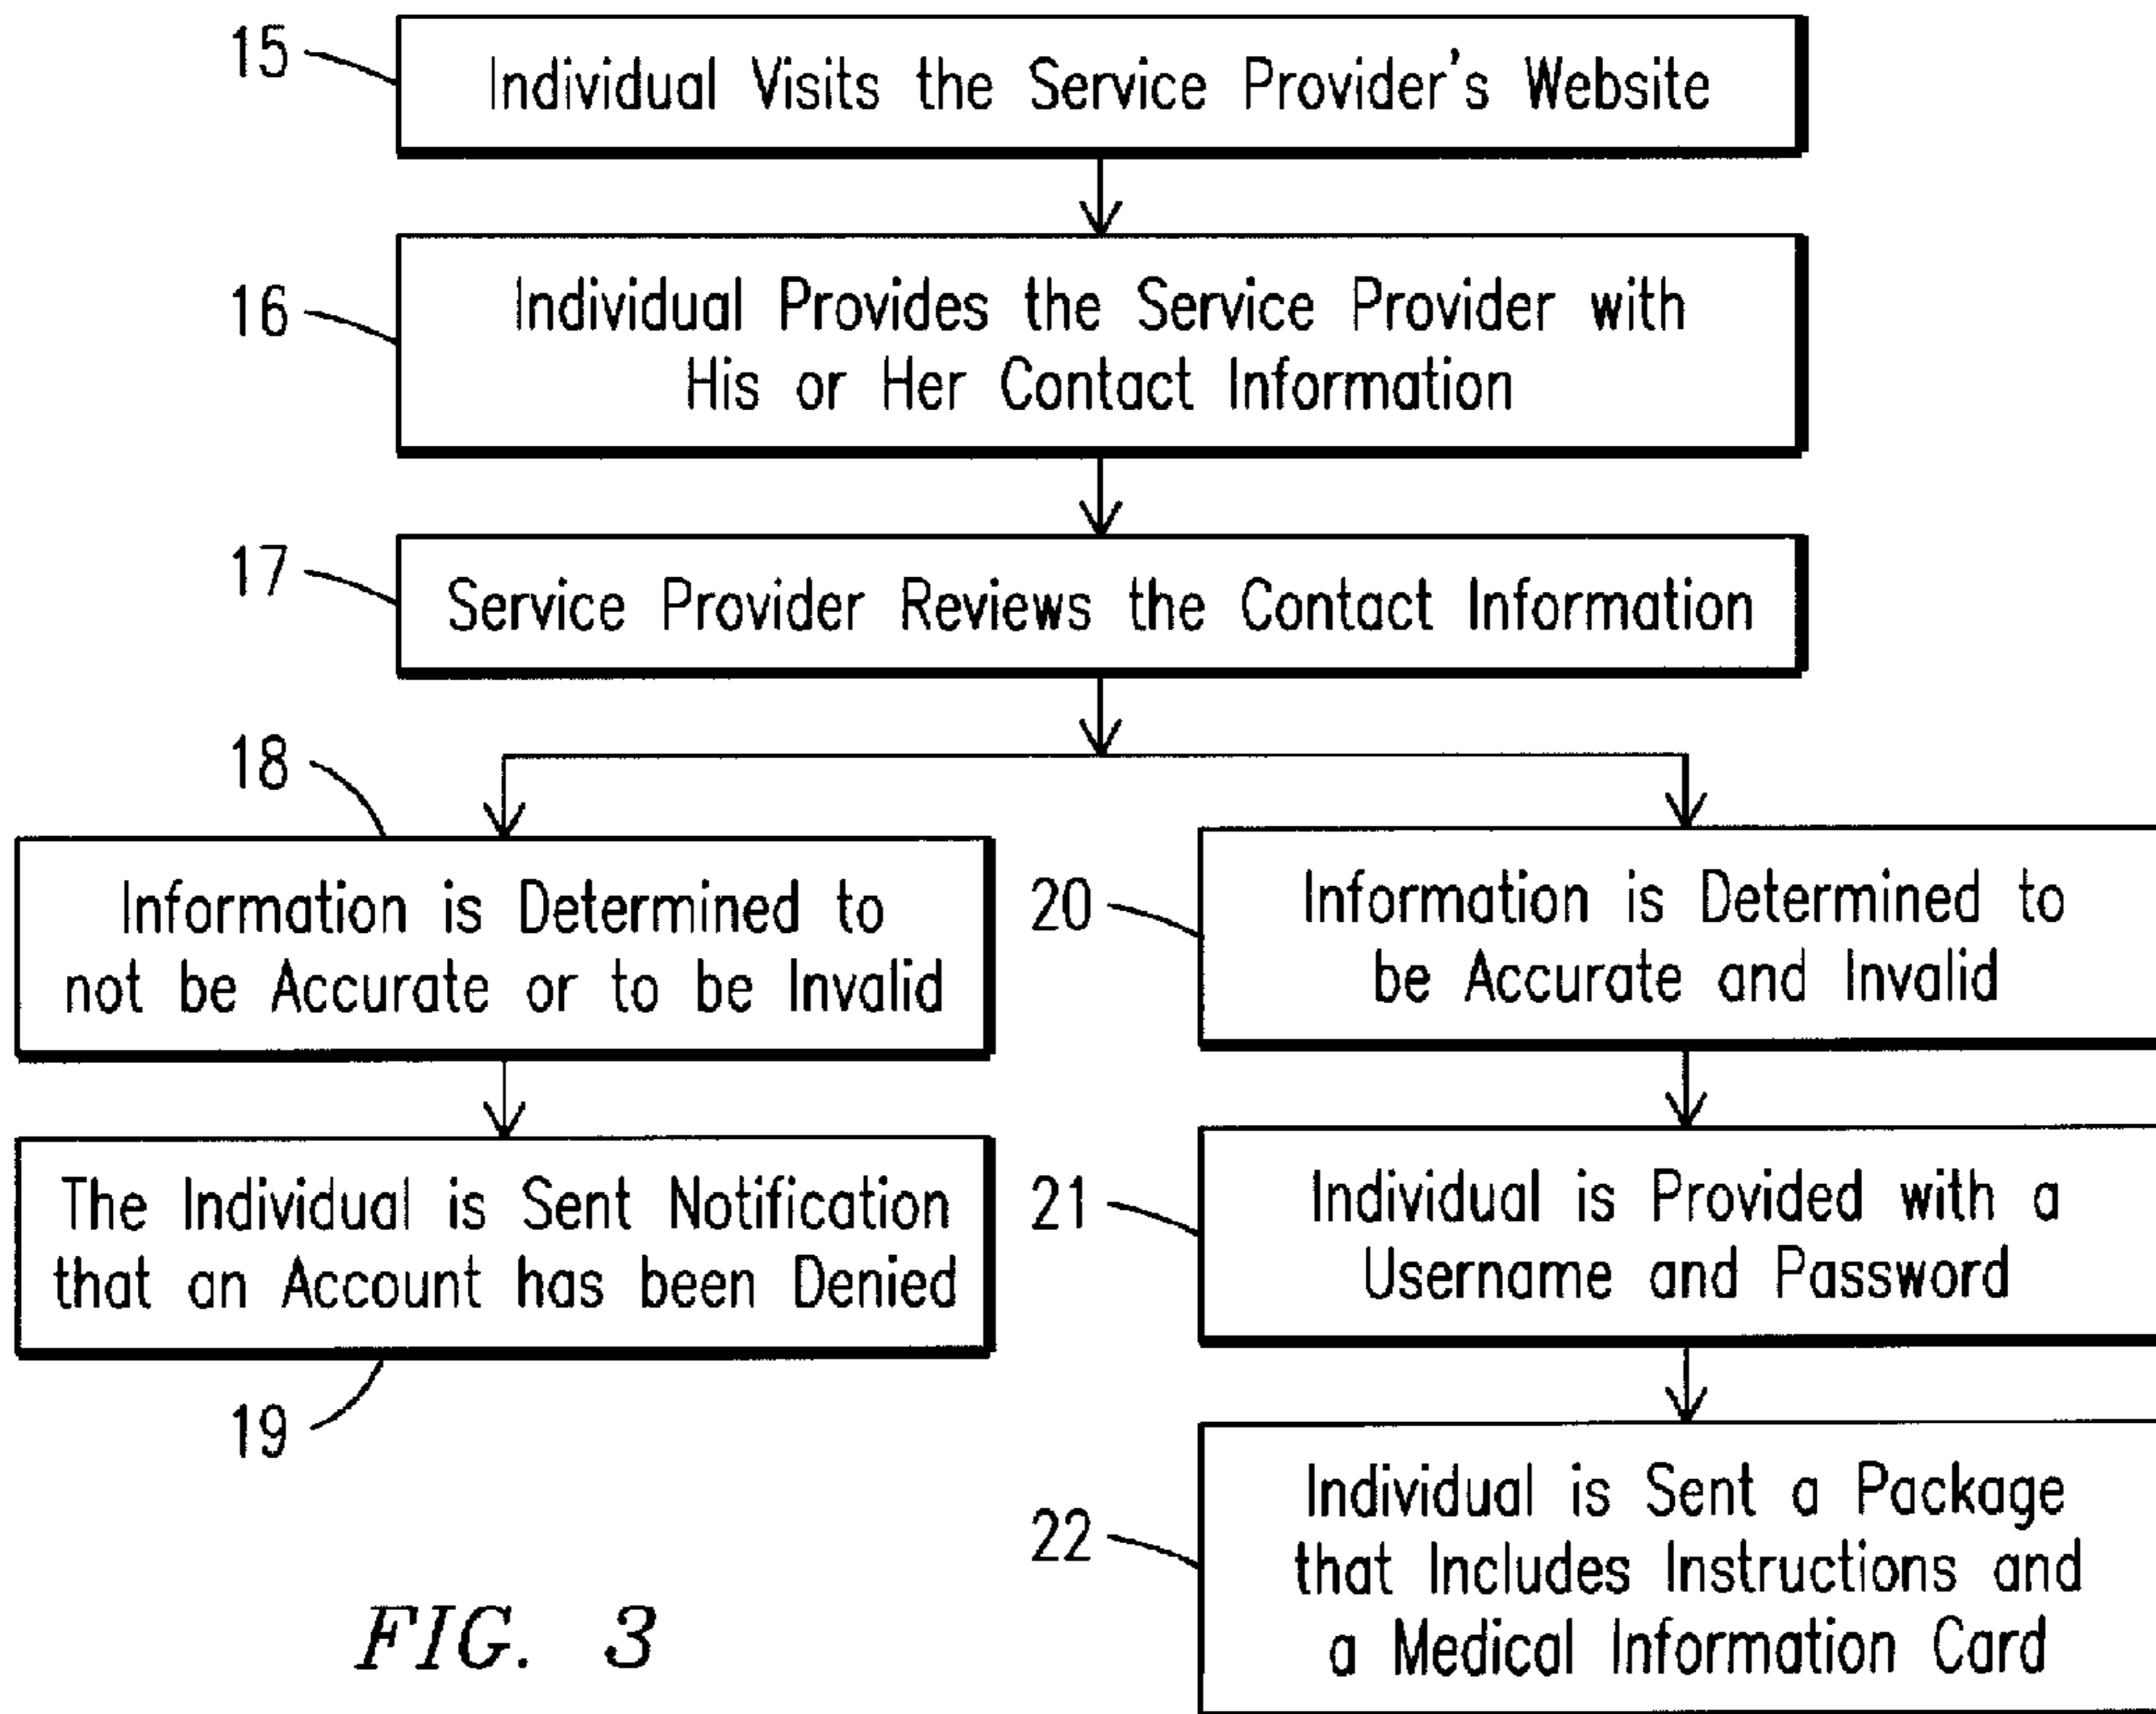 15
Individual Visits the Service Provider's Website
16
Individual Provides the Service Provider with
His or Her Contact Information
17
Service Provider Reviews the Contact Information
18
Information is Determined to
not be Accurate or to be Invalid
The Individual is Sent Notification
that an Account has been Denied
19
20
Information is Determined to
be Accurate and Invalid
21
Individual is Provided with a
Username and Password
22
Individual is Sent a Package
that Includes Instructions and
a Medical Information Card
FIG. 3